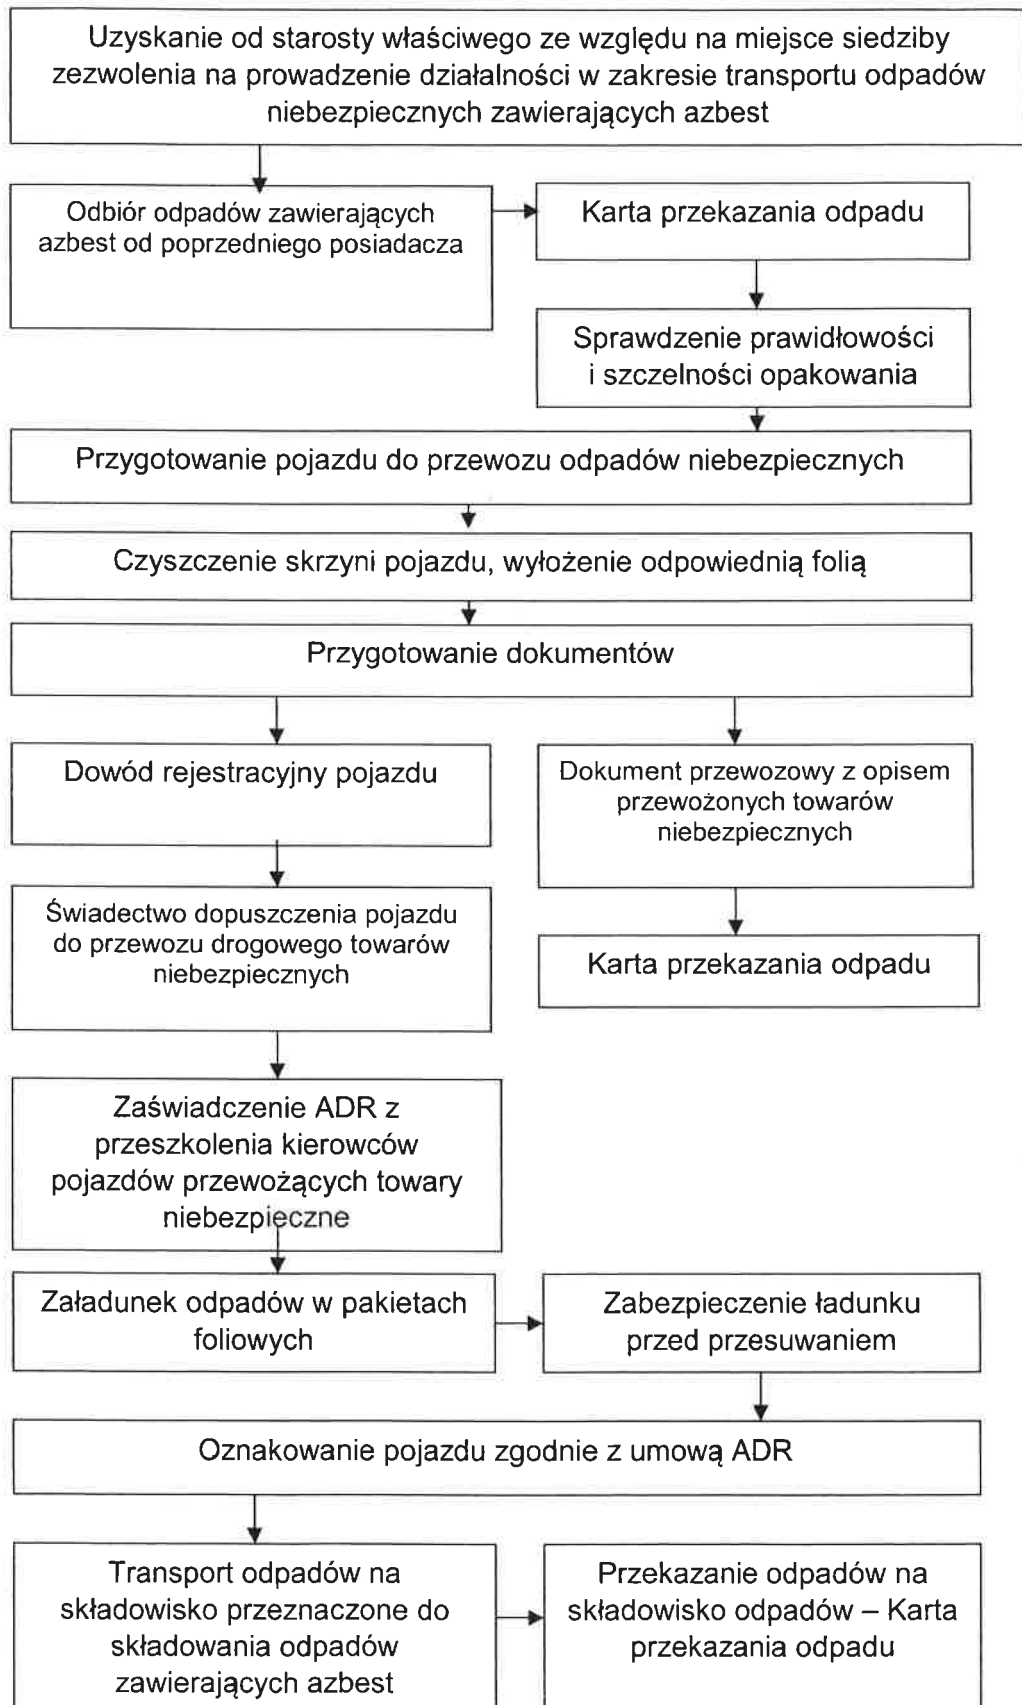 Uzyskanie od starosty właściwego ze względu na miejsce siedziby
zezwolenia na prowadzenie działalności w zakresie transportu odpadów
niebezpiecznych zawierających azbest
Odbiór odpadów zawierających
azbest od poprzedniego posiadacza
Karta przekazania odpadu
Sprawdzenie prawidłowości
i szczelności opakowania
Przygotowanie pojazdu do przewozu odpadów niebezpiecznych
Czyszczenie skrzyni pojazdu, wyłożenie odpowiednią folią
Przygotowanie dokumentów
Dowód rejestracyjny pojazdu
Dokument przewozowy z opisem
przewożonych towarów
niebezpiecznych
Świadectwo dopuszczenia pojazdu
do przewozu drogowego towarów
niebezpiecznych
Karta przekazania odpadu
Zaświadczenie ADR z
przeszkolenia kierowców
pojazdów przewożących towary
niebezpieczne
Załadunek odpadów w pakietach
foliowych
Zabezpieczenie ładunku
przed przesuwaniem
Oznakowanie pojazdu zgodnie z umową ADR
Transport odpadów na
składowisko przeznaczone do
składowania odpadów
zawierających azbest
Przekazanie odpadów na
składowisko odpadów – Karta
przekazania odpadu